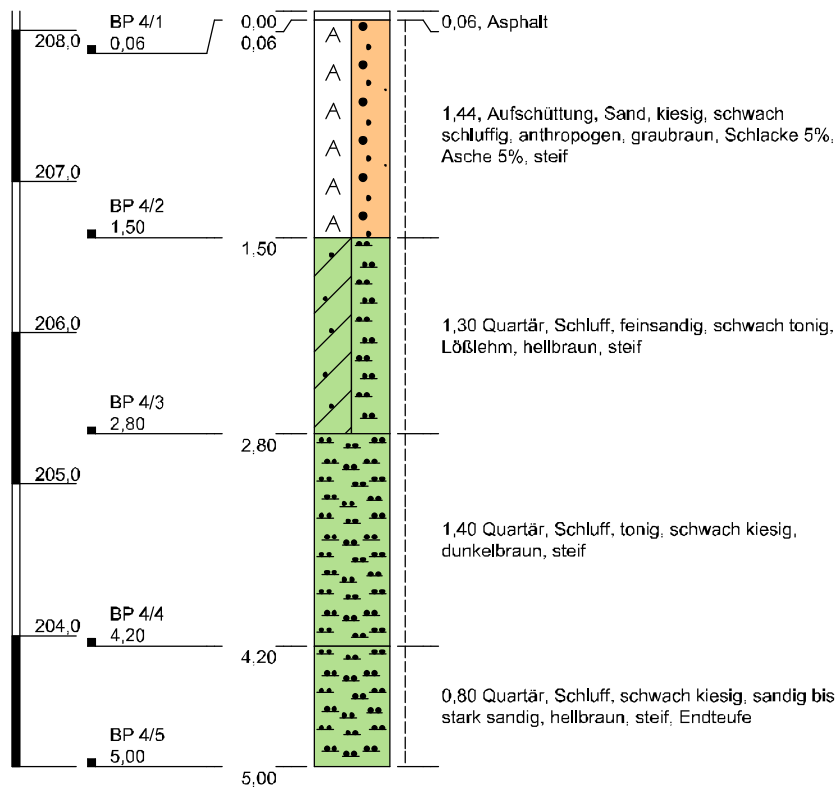 BP 4/1
0,06
0,00
0,06
0,06, Asphalt
208,0
1,44, Aufschüttung, Sand, kiesig, schwach
schluffig, anthropogen, graubraun, Schlacke 5%,
Asche 5%, steif
207,0
BP 4/2
1,50
1,50
206,0
1,30 Quartär, Schluff, feinsandig, schwach tonig,
Lößlehm, hellbraun, steif
BP 4/3
2,80
2,80
205,0
1,40 Quartär, Schluff, tonig, schwach kiesig,
dunkelbraun, steif
BP 4/4
4,20
204,0
4,20
0,80 Quartär, Schluff, schwach kiesig, sandig bis
stark sandig, hellbraun, steif, Endteufe
BP 4/5
5,00
5,00